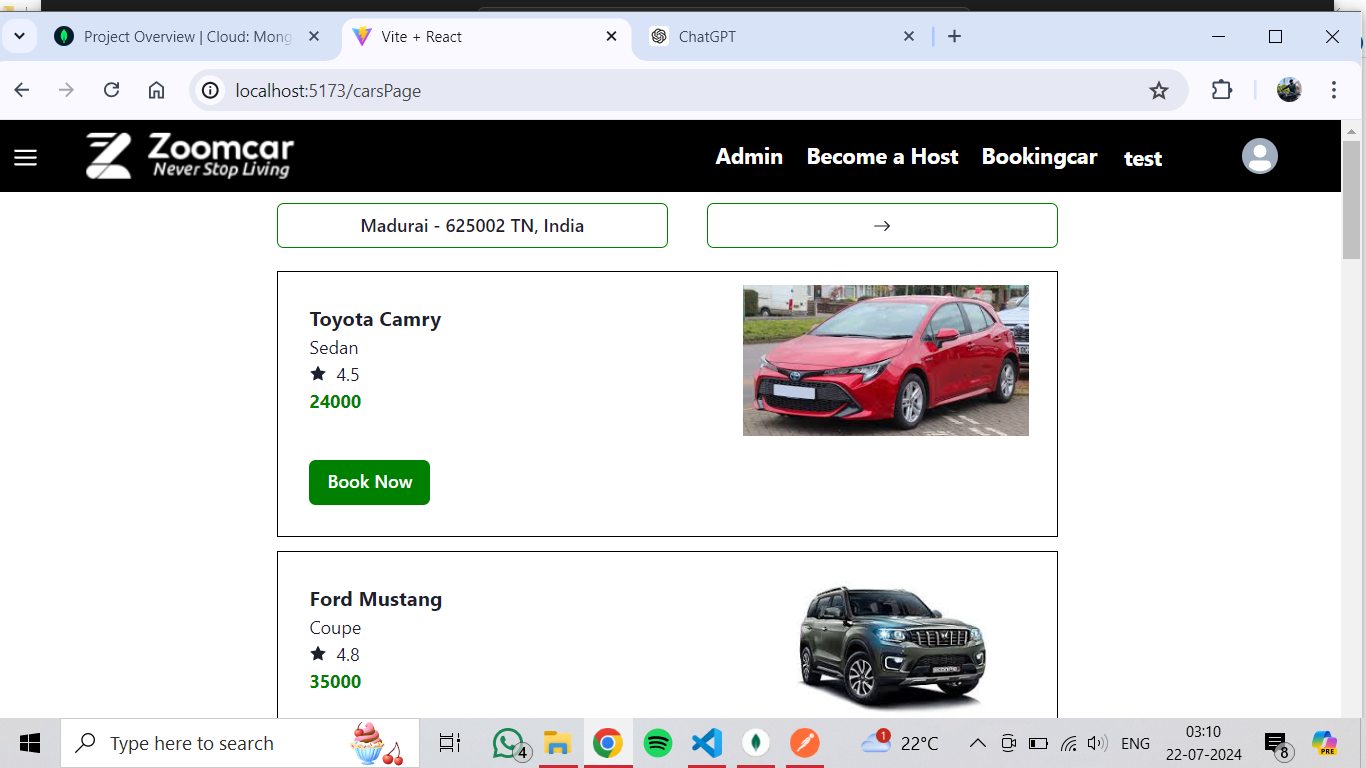 Project Overview | Cloud: Mong
Vite + React
ChatGPT
localhost:5173/carsPage
Zoomcar
Never Stop Living
Admin
Become a Host
Bookingcar
test
Madurai - 625002 TN, India
→
Toyota Camry
Sedan
★ 4.5
24000
Book Now
Ford Mustang
Coupe
★ 4.8
35000
Type here to search
4
1
22°C
ENG
03:10
22-07-2024
8
PRE